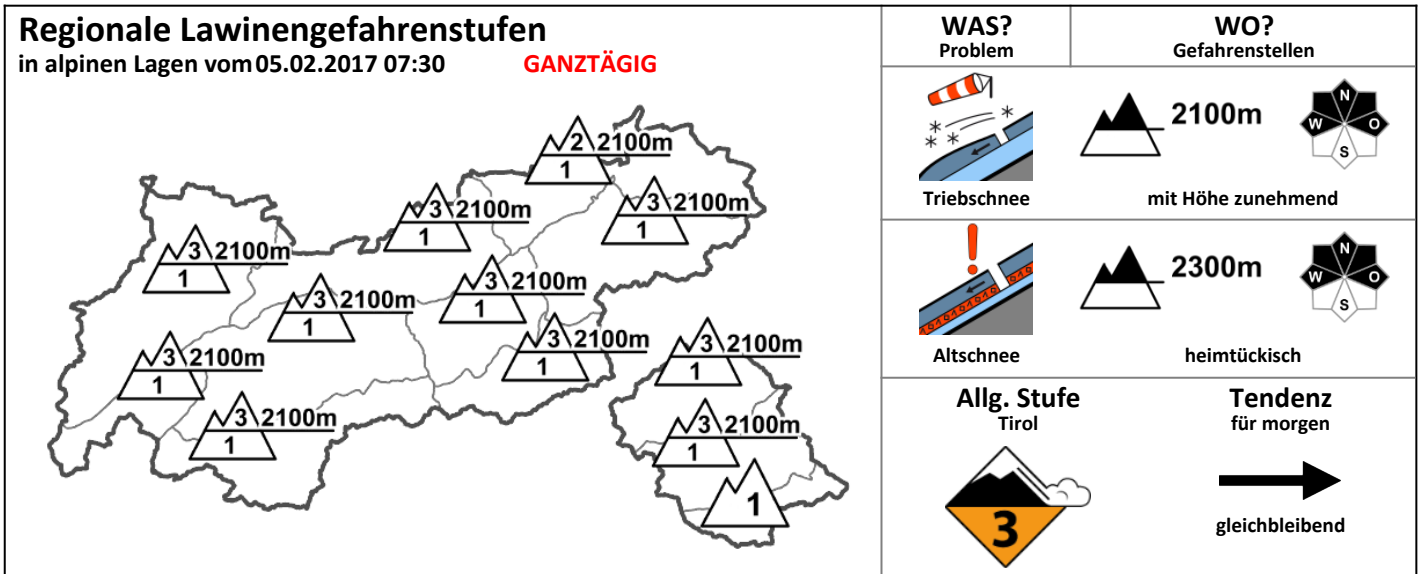 Regionale Lawinengefahrenstufen
in alpinen Lagen vom 05.02.2017 07:30 GANZTÄGIG
2 2100m
1
3 2100m
1
3 2100m
1
3 2100m
1
3 2100m
1
3 2100m
1
3 2100m
1
3 2100m
1
3 2100m
1
3 2100m
1
3 2100m
1
1
WAS?
Problem
WO?
Gefahrenstellen
2100m
N
W O
S
Triebschnee
mit Höhe zunehmend
2300m
N
W O
S
Altschnee
heimtückisch
Allg. Stufe
Tirol
3
Tendenz
für morgen
gleichbleibend